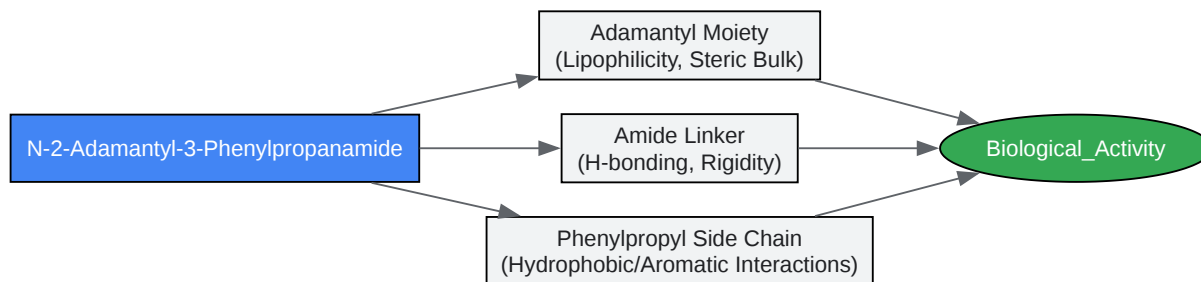 Adamantyl Moiety
(Lipophilicity, Steric Bulk)
N-2-Adamantyl-3-Phenylpropanamide
Amide Linker
(H-bonding, Rigidity)
Biological_Activity
Phenylpropyl Side Chain
(Hydrophobic/Aromatic Interactions)